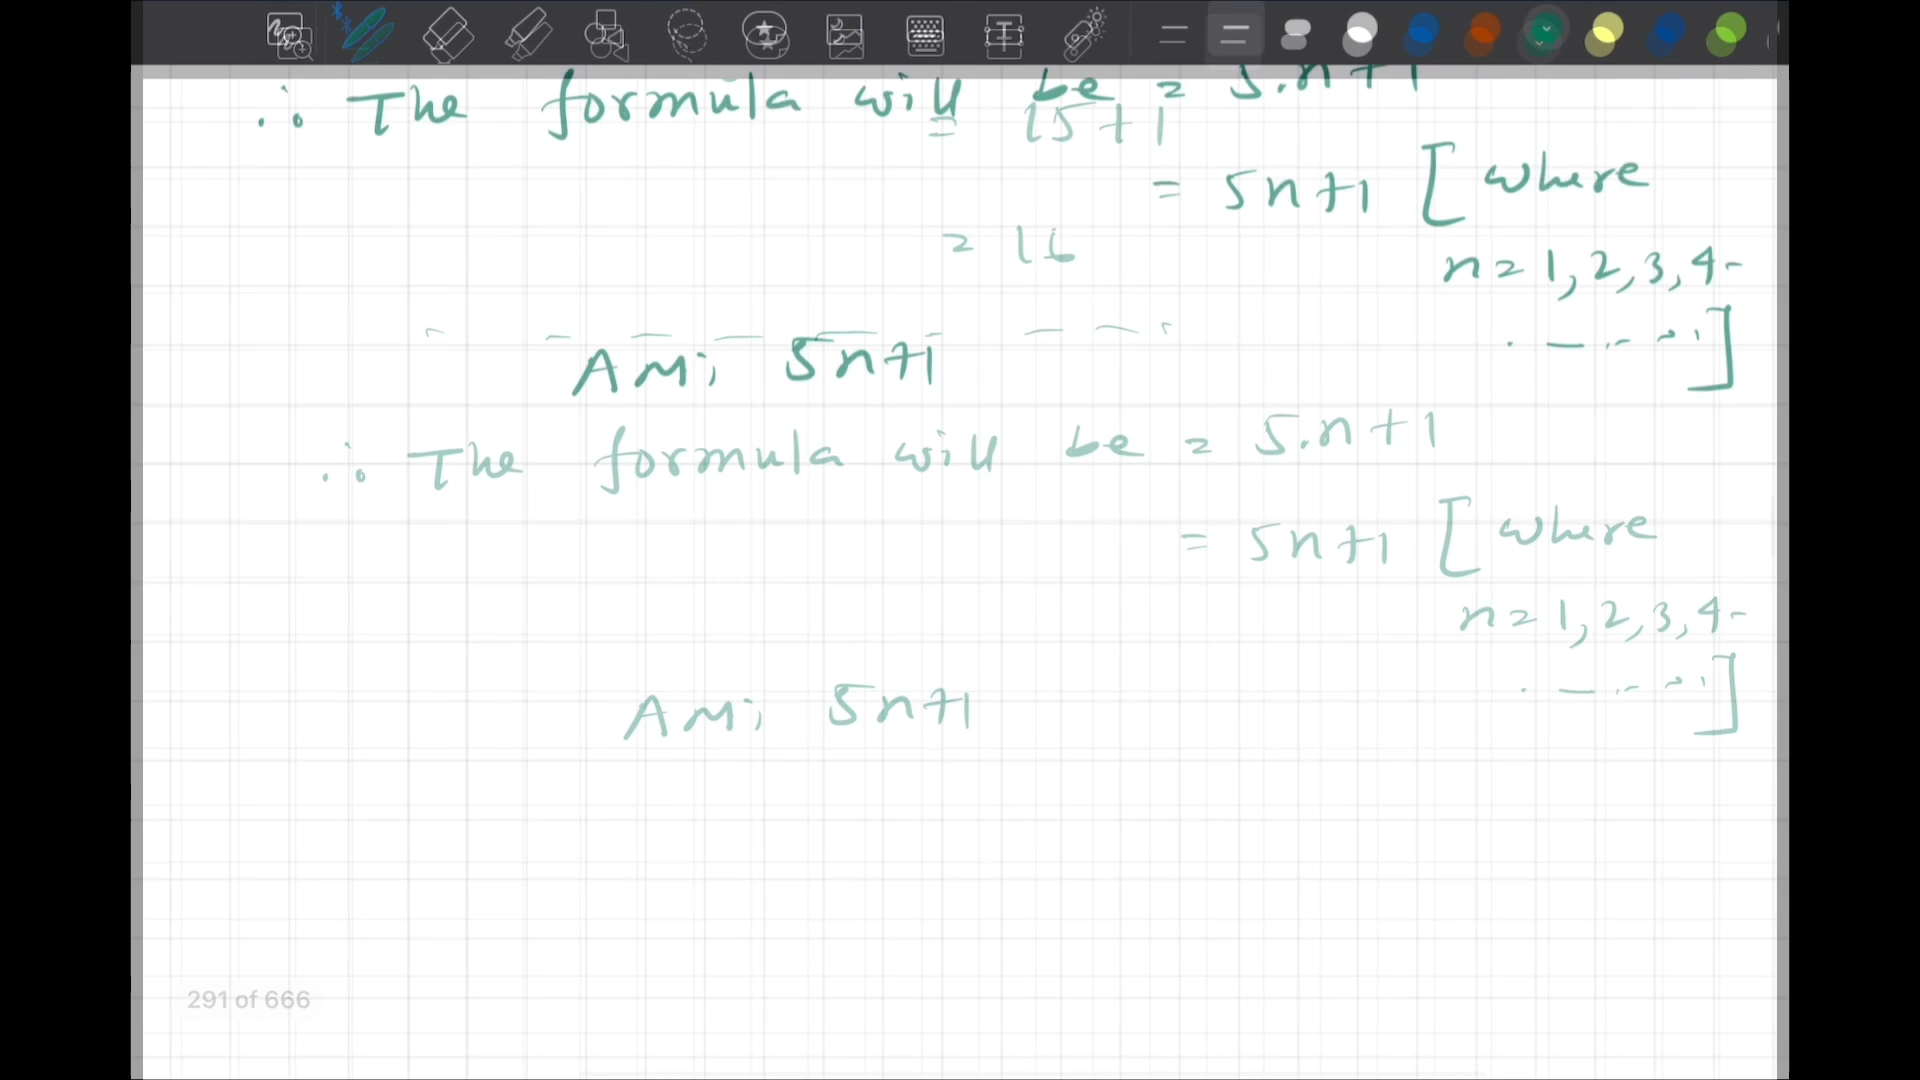 ∴ The formula will be = 5.n+1
= 15+1
= 5n+1 [where
= 16
n = 1, 2, 3, 4-
. — .- - . . ]
Ans; 5n+1
∴ The formula will be = 5.n+1
= 5n+1 [where
n = 1, 2, 3, 4-
. — .- - . . ]
Ans; 5n+1
291 of 666